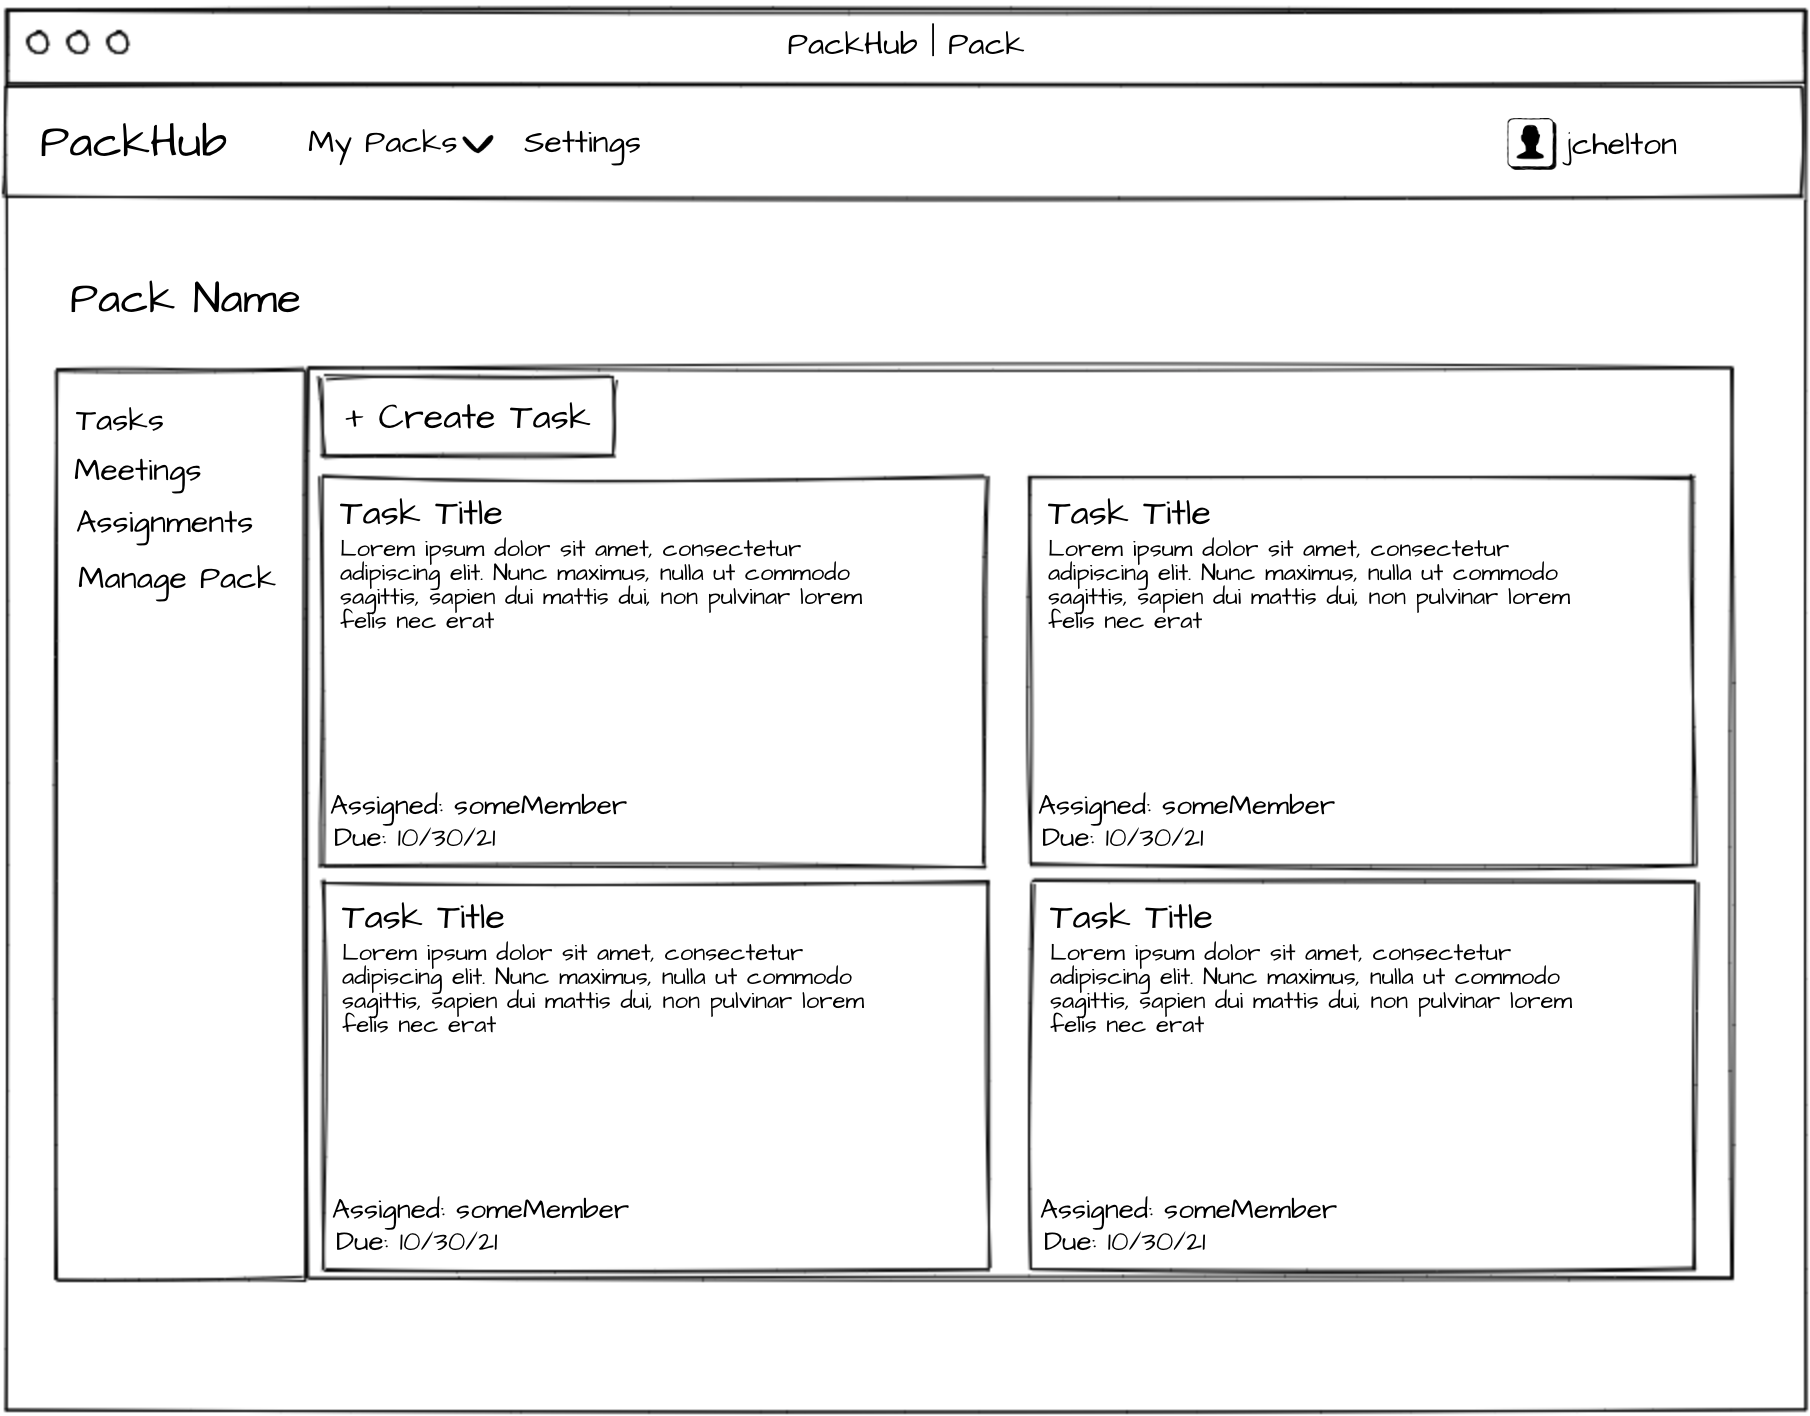 PackHub | Pack
PackHub My Packs Settings jchelton
Pack Name
Tasks
Meetings
Assignments
Manage Pack
+ Create Task
Task Title
Lorem ipsum dolor sit amet, consectetur
adipiscing elit. Nunc maximus, nulla ut commodo
sagittis, sapien dui mattis dui, non pulvinar lorem
felis nec erat
Assigned: someMember
Due: 10/30/21
Task Title
Lorem ipsum dolor sit amet, consectetur
adipiscing elit. Nunc maximus, nulla ut commodo
sagittis, sapien dui mattis dui, non pulvinar lorem
felis nec erat
Assigned: someMember
Due: 10/30/21
Task Title
Lorem ipsum dolor sit amet, consectetur
adipiscing elit. Nunc maximus, nulla ut commodo
sagittis, sapien dui mattis dui, non pulvinar lorem
felis nec erat
Assigned: someMember
Due: 10/30/21
Task Title
Lorem ipsum dolor sit amet, consectetur
adipiscing elit. Nunc maximus, nulla ut commodo
sagittis, sapien dui mattis dui, non pulvinar lorem
felis nec erat
Assigned: someMember
Due: 10/30/21